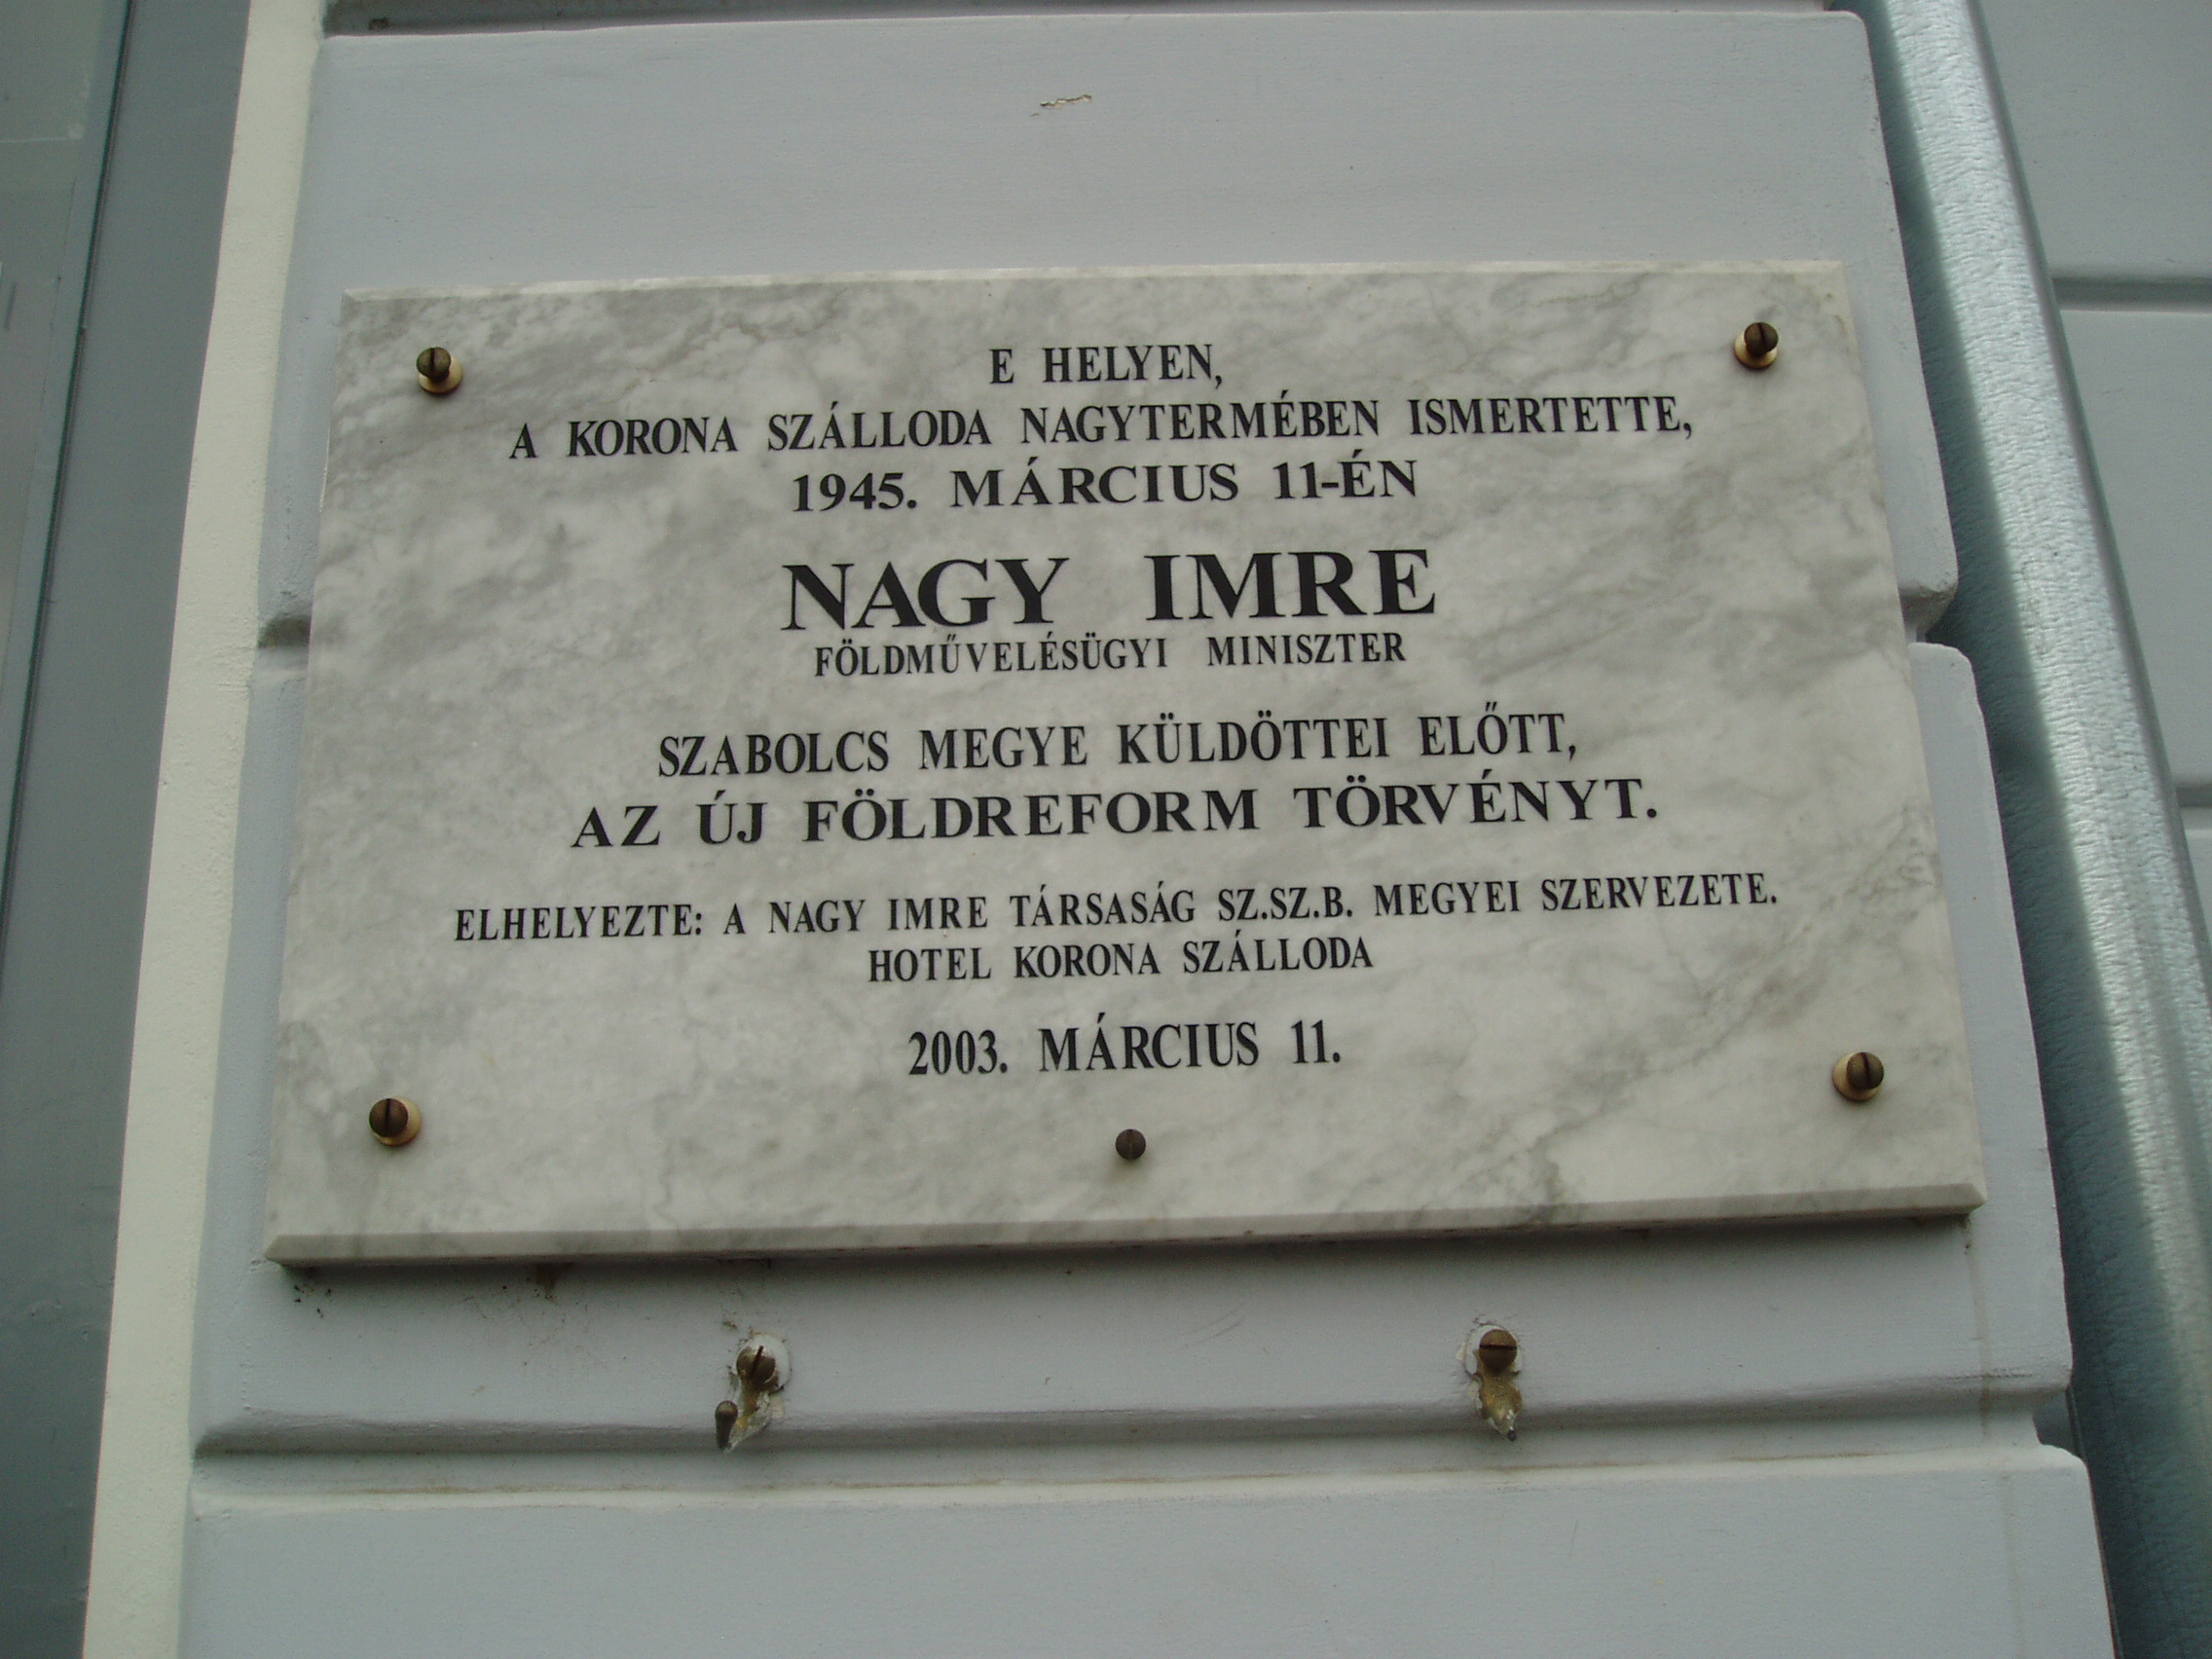 E HELYEN,
A KORONA SZÁLLODA NAGYTERMÉBEN ISMERTETTE,
1945. MÁRCIUS 11-ÉN
NAGY IMRE
FÖLDMŰVELÉSÜGYI MINISZTER
SZABOLCS MEGYE KÜLDÖTTEI ELŐTT,
AZ ÚJ FÖLDREFORM TÖRVÉNYT.
ELHELYEZTE: A NAGY IMRE TÁRSASÁG SZ.SZ.B. MEGYEI SZERVEZETE.
HOTEL KORONA SZÁLLODA
2003. MÁRCIUS 11.